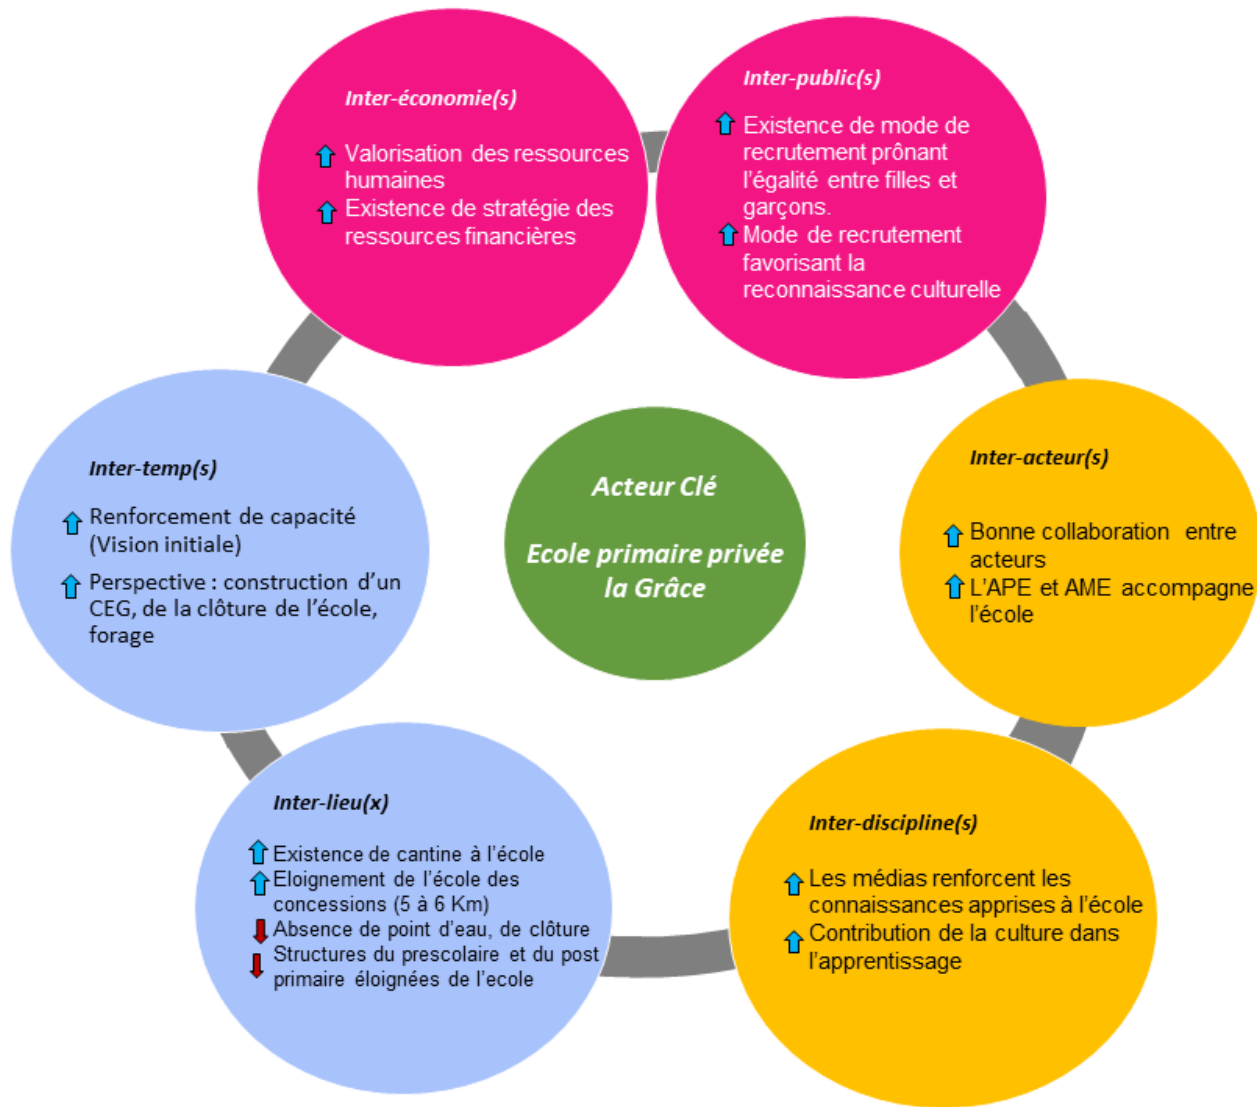 Inter-économie(s)
Valorisation des ressources
humaines
Existence de stratégie des
ressources financières
Inter-public(s)
Existence de mode de
recrutement prônant
l'égalité entre filles et
garçons.
Mode de recrutement
favorisant la
reconnaissance culturelle
Inter-temp(s)
Renforcement de capacité
(Vision initiale)
Perspective : construction d'un
CEG, de la clôture de l'école,
forage
Acteur Clé
Ecole primaire privée
la Grâce
Inter-acteur(s)
Bonne collaboration entre
acteurs
L'APE et AME accompagne
l'école
Inter-lieu(x)
Existence de cantine à l'école
Eloignement de l'école des
concessions (5 à 6 Km)
Absence de point d'eau, de clôture
Structures du prescolaire et du post
primaire éloignées de l'ecole
Inter-discipline(s)
Les médias renforcent les
connaissances apprises à l'école
Contribution de la culture dans
l'apprentissage